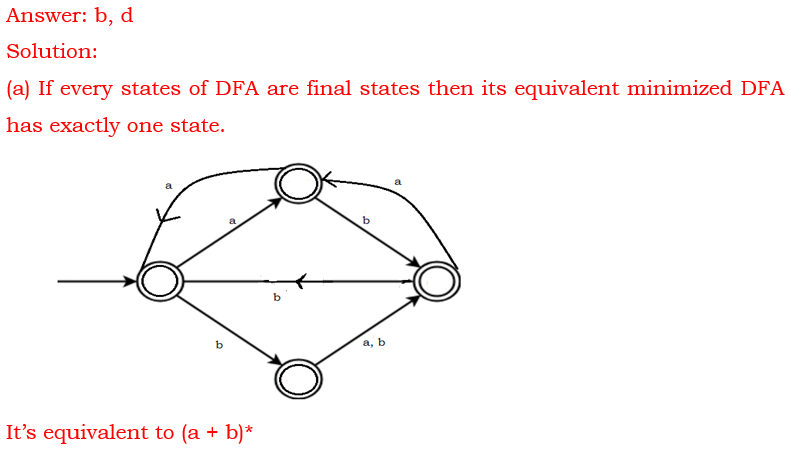 Answer: b, d
Solution:
(a) If every states of DFA are final states then its equivalent minimized DFA
has exactly one state.
a
a
a
b
b
b
a, b
It's equivalent to (a + b)*